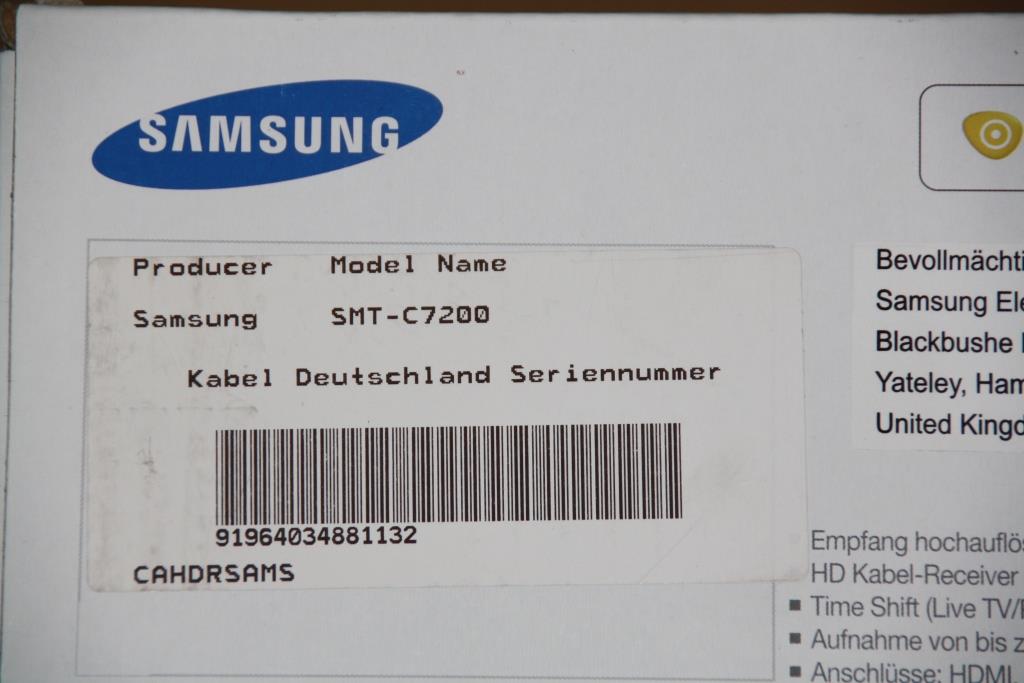 SAMSUNG
Producer Model Name
Samsung SMT-C7200
Kabel Deutschland Seriennummer
91964034881132
CAHDRSAMS
Bevollmächti
Samsung Ele
Blackbushe
Yateley, Ham
United Kingd
Empfang hochauflös
HD Kabel-Receiver
Time Shift (Live TV/
Aufnahme von bis z
Anschlüsse: HDMI,